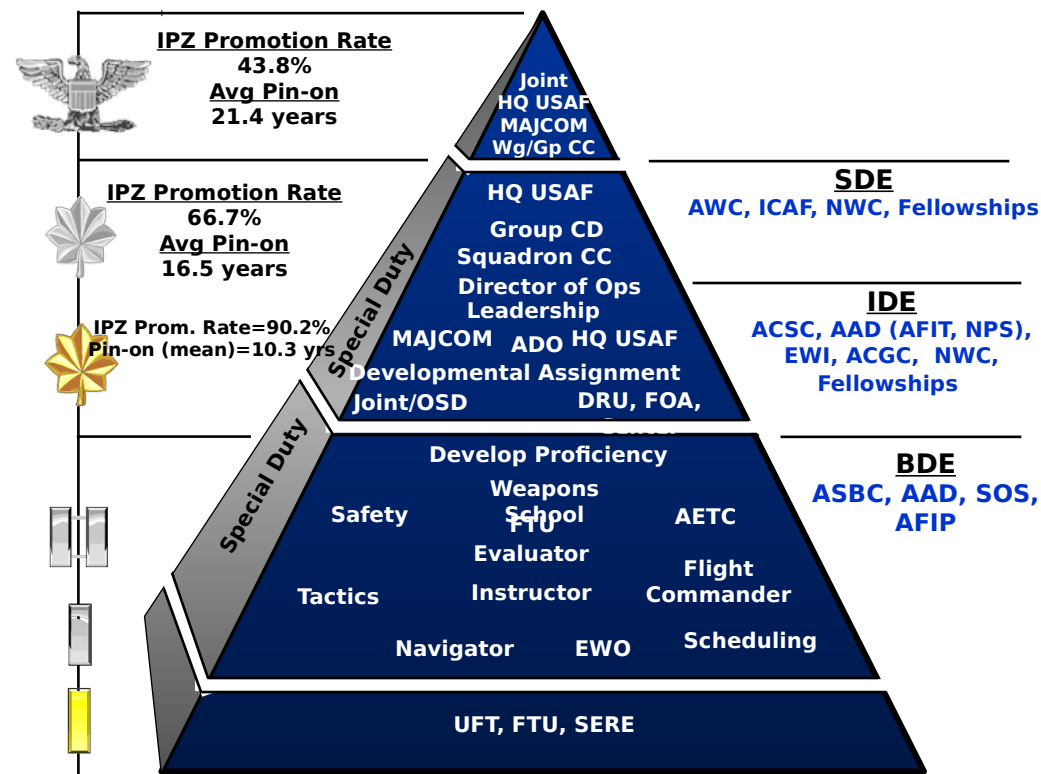 IPZ Promotion Rate
43.8%
Avg Pin-on
21.4 years
Joint
HQ USAF
MAJCOM
Wg/Gp CC
IPZ Promotion Rate
66.7%
Avg Pin-on
16.5 years
IPZ Prom. Rate=90.2%
Pin-on (mean)=10.3 yrs
Special Duty
HQ USAF
Group CD
Squadron CC
Director of Ops
Leadership
MAJCOM ADO HQ USAF
Developmental Assignment
Joint/OSD DRU, FOA,
SDE
AWC, ICAF, NWC, Fellowships
IDE
ACSC, AAD (AFIT, NPS),
EWI, ACGC, NWC,
Fellowships
Special Duty
Develop Proficiency
Weapons
School
Safety FTU AETC
Evaluator
Flight
Commander
Tactics Instructor
Navigator EWO Scheduling
BDE
ASBC, AAD, SOS,
AFIP
UFT, FTU, SERE